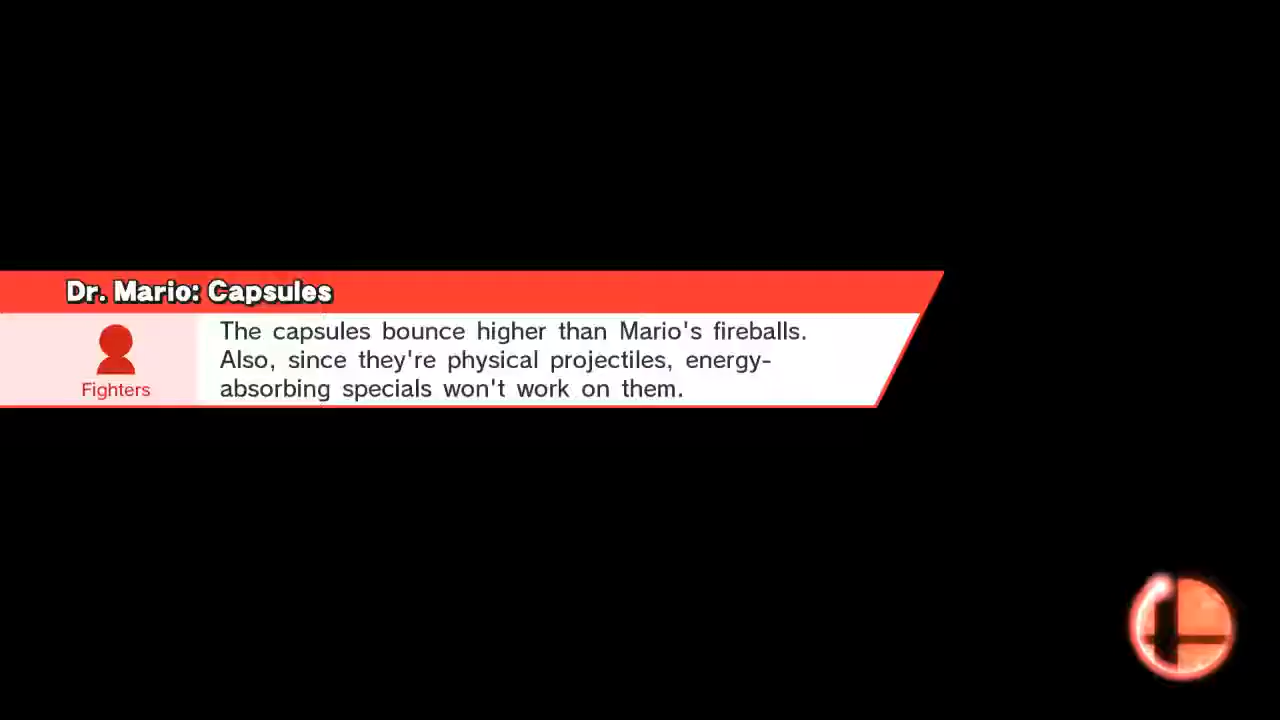 Dr. Mario: Capsules
Fighters
The capsules bounce higher than Mario's fireballs.
Also, since they're physical projectiles, energy-
absorbing specials won't work on them.